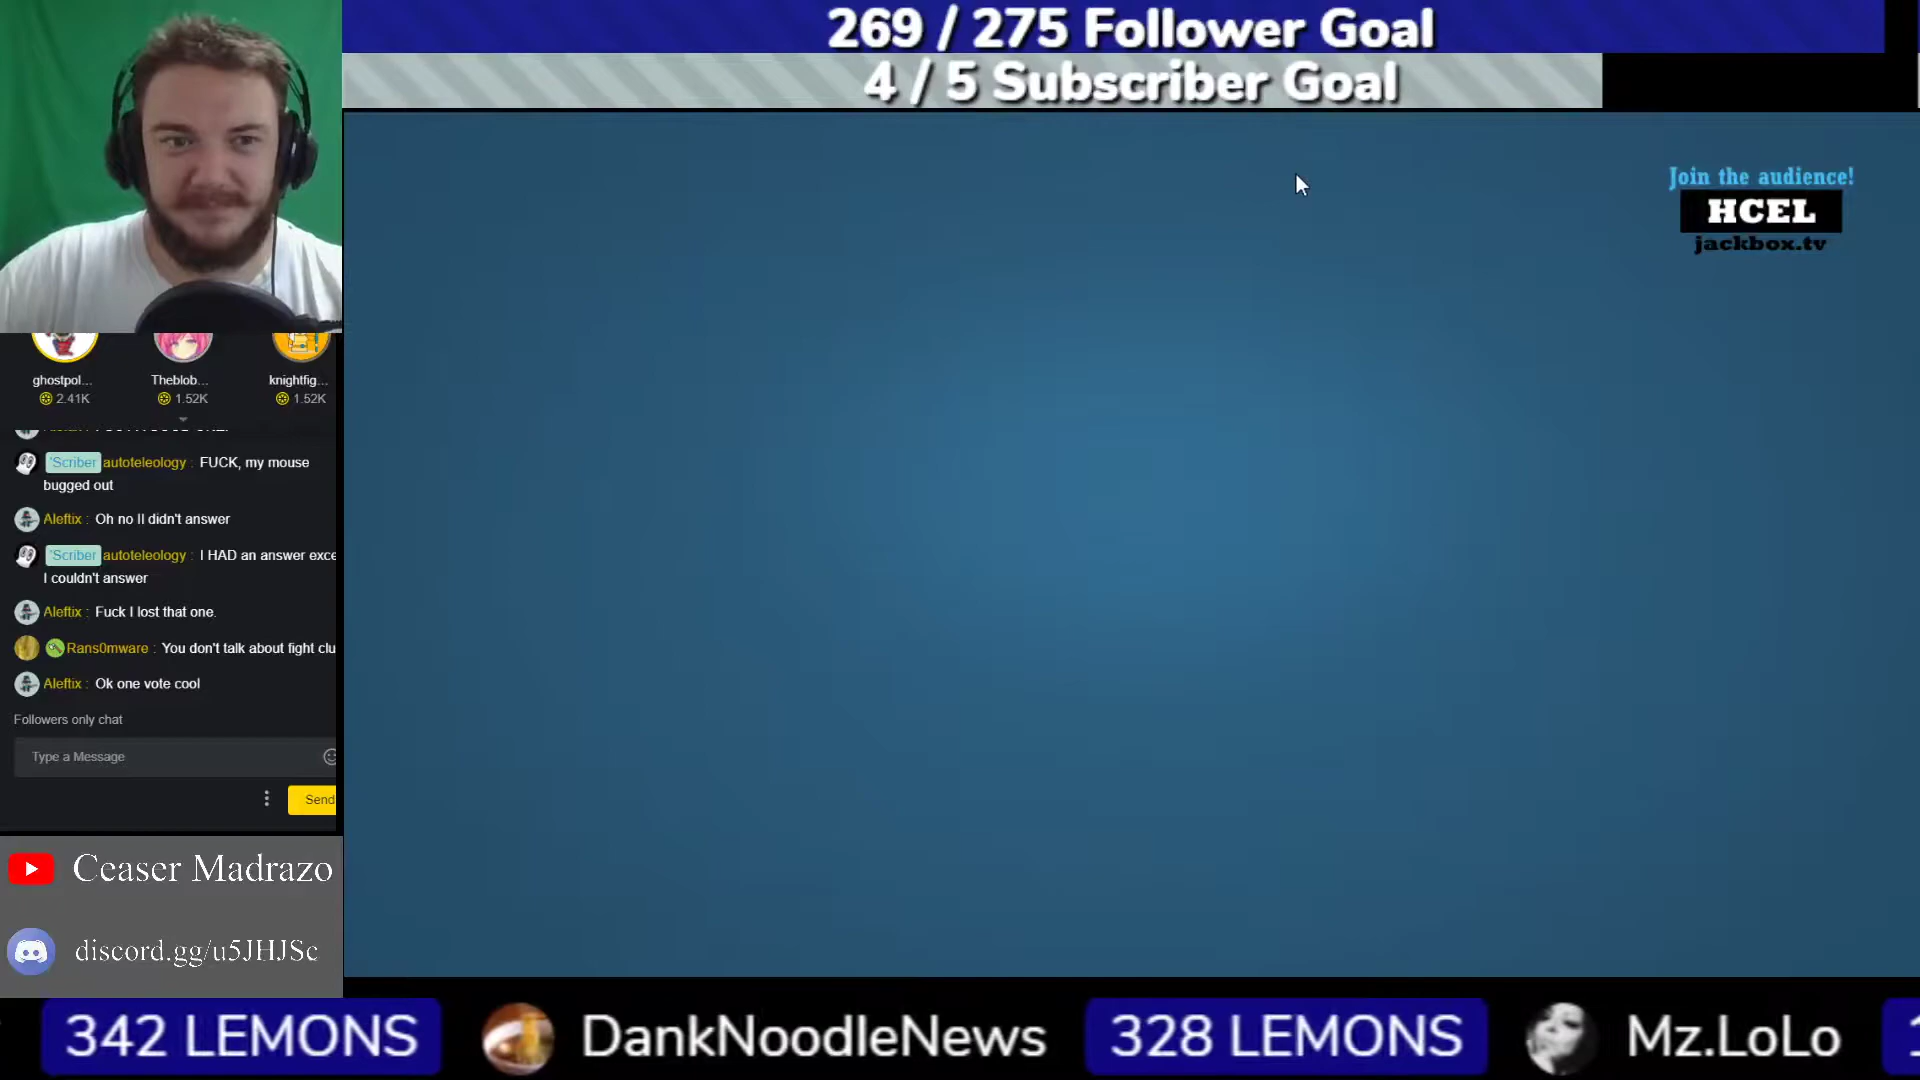 269 / 275 Follower Goal
4 / 5 Subscriber Goal
Join the audience!
HCEL
jackbox.tv
ghostpol... Theblob... knightfig...
2.41K 1.52K 1.52K
'Scriber autoteleology : FUCK, my mouse
bugged out
Aleftix : Oh no II didn't answer
'Scriber autoteleology : I HAD an answer exce
I couldn't answer
Aleftix : Fuck I lost that one.
Rans0mware : You don't talk about fight clu
Aleftix : Ok one vote cool
Followers only chat
Type a Message
Send
Ceaser Madrazo
discord.gg/u5JHJSc
342 LEMONS DankNoodleNews 328 LEMONS Mz.LoLo